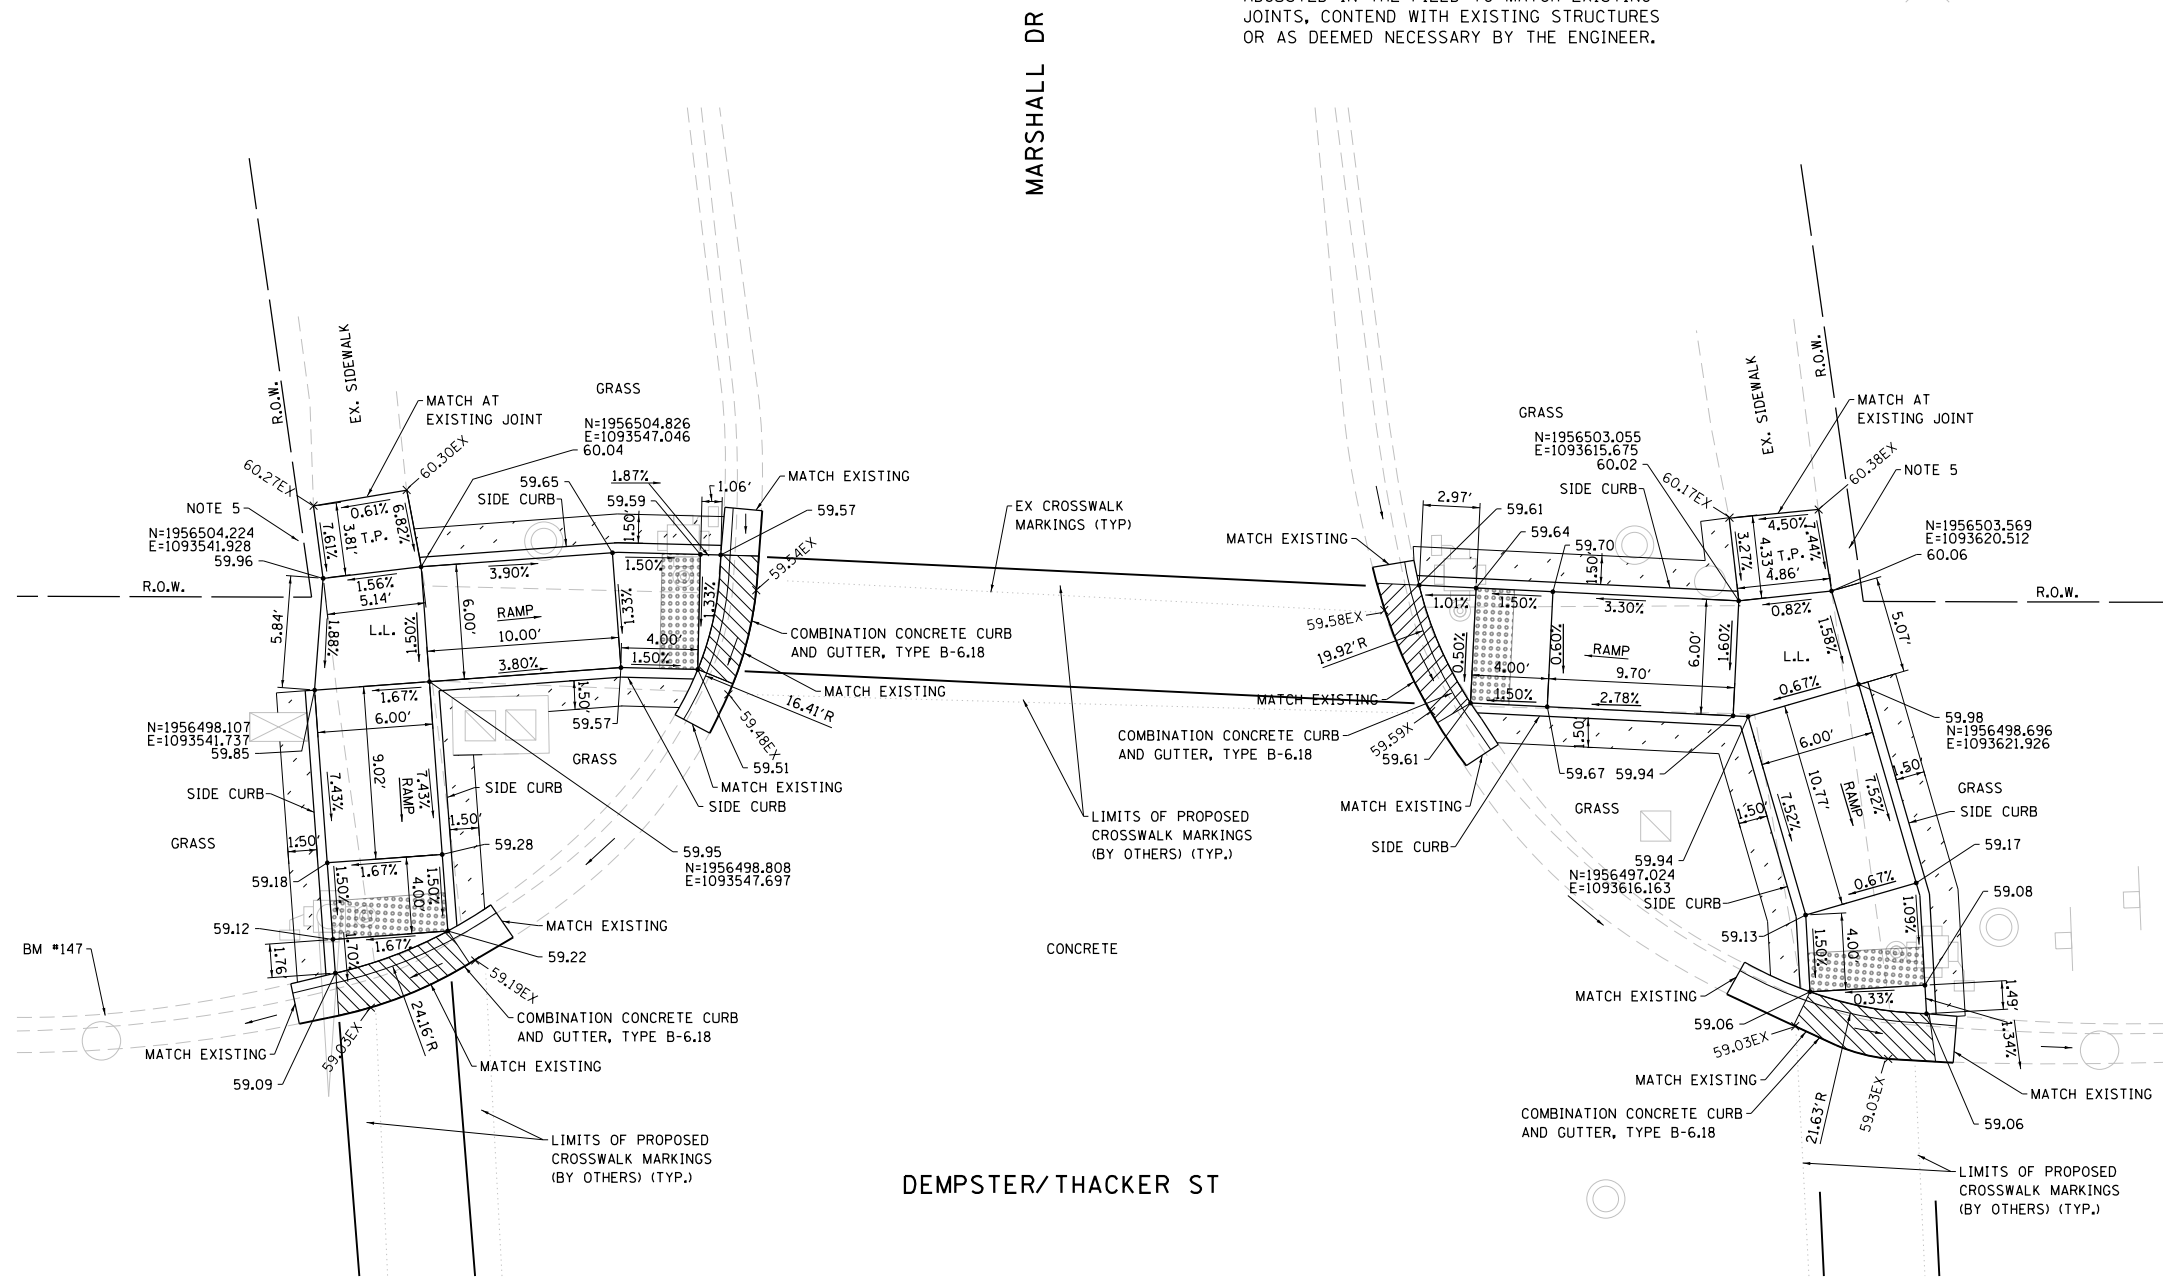 JOINTS, CONTEND WITH EXISTING STRUCTURES
OR AS DEEMED NECESSARY BY THE ENGINEER.
MARSHALL DR
R.O.W.
EX. SIDEWALK
MATCH AT
EXISTING JOINT
GRASS
N=1956504.826
E=1093547.046
60.04
60.27EX
60.30EX
NOTE 5
N=1956504.224
E=1093541.928
59.96
R.O.W.
0.61%
7.61%
3.81'
T.P.
6.82%
59.65
SIDE CURB
1.87%
59.59
1.06'
1.50'
MATCH EXISTING
59.57
59.54EX
1.56%
5.14'
5.84'
1.88%
L.L.
1.50%
6.00'
3.90%
RAMP
10.00'
3.80%
1.33%
1.50%
4.00'
1.50%
1.33%
COMBINATION CONCRETE CURB
AND GUTTER, TYPE B-6.18
MATCH EXISTING
16.41'R
59.48EX
59.51
MATCH EXISTING
SIDE CURB
1.67%
6.00'
1.50'
59.57
GRASS
N=1956498.107
E=1093541.737
59.85
SIDE CURB
7.43%
9.02'
RAMP
7.43%
SIDE CURB
1.50'
GRASS
1.50'
59.28
59.95
N=1956498.808
E=1093547.697
59.18
1.67%
1.50%
4.00'
1.50%
59.12
1.67%
1.76
1.70%
MATCH EXISTING
59.22
59.19EX
BM #147
COMBINATION CONCRETE CURB
AND GUTTER, TYPE B-6.18
24.16'R
59.03EX
MATCH EXISTING
MATCH EXISTING
59.09
LIMITS OF PROPOSED
CROSSWALK MARKINGS
(BY OTHERS) (TYP.)
EX CROSSWALK
MARKINGS (TYP)
LIMITS OF PROPOSED
CROSSWALK MARKINGS
(BY OTHERS) (TYP.)
CONCRETE
DEMPSTER/THACKER ST
GRASS
N=1956503.055
E=1093615.675
60.02
SIDE CURB
2.97'
59.61
59.64
59.70
MATCH EXISTING
1.50'
EX. SIDEWALK
R.O.W.
MATCH AT
EXISTING JOINT
60.17EX
60.38EX
NOTE 5
N=1956503.569
E=1093620.512
60.06
R.O.W.
4.50%
3.27%
4.33'
T.P.
7.44%
4.86'
0.82%
59.58EX
19.92'R
1.01%
1.50%
0.50%
4.00'
1.50%
0.60%
3.30%
RAMP
9.70'
2.78%
6.00'
1.60%
L.L.
1.58%
5.07'
0.67%
MATCH EXISTING
COMBINATION CONCRETE CURB
AND GUTTER, TYPE B-6.18
59.59X
59.61
1.50'
59.67
59.94
MATCH EXISTING
SIDE CURB
GRASS
59.98
N=1956498.696
E=1093621.926
6.00'
1.50'
10.77'
RAMP
7.52%
7.52%
1.50'
GRASS
SIDE CURB
59.17
59.94
N=1956497.024
E=1093616.163
SIDE CURB
0.67%
59.08
1.09%
59.13
1.50%
4.00'
0.33%
1.49'
1.34%
MATCH EXISTING
59.06
59.03EX
MATCH EXISTING
COMBINATION CONCRETE CURB
AND GUTTER, TYPE B-6.18
21.63'R
59.03EX
MATCH EXISTING
59.06
LIMITS OF PROPOSED
CROSSWALK MARKINGS
(BY OTHERS) (TYP.)